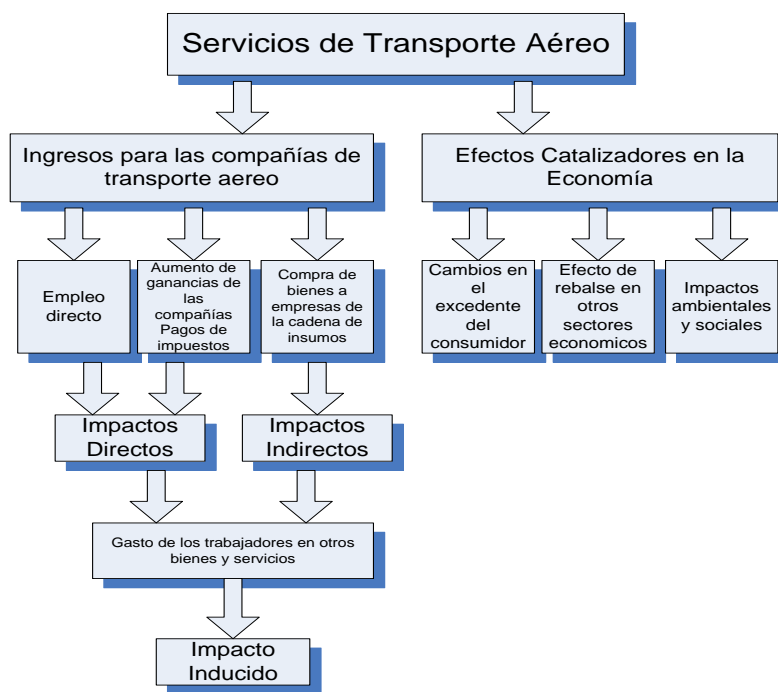 Servicios de Transporte Aéreo
Ingresos para las compañías de
transporte aereo
Efectos Catalizadores en la
Economía
Empleo
directo
Aumento de
ganancias de
las
compañías
Pagos de
impuestos
Compra de
bienes a
empresas de
la cadena de
insumos
Cambios en
el
excedente
del
consumidor
Efecto de
rebalse en
otros
sectores
economicos
Impactos
ambientales
y sociales
Impactos
Directos
Impactos
Indirectos
Gasto de los trabajadores en otros
bienes y servicios
Impacto
Inducido